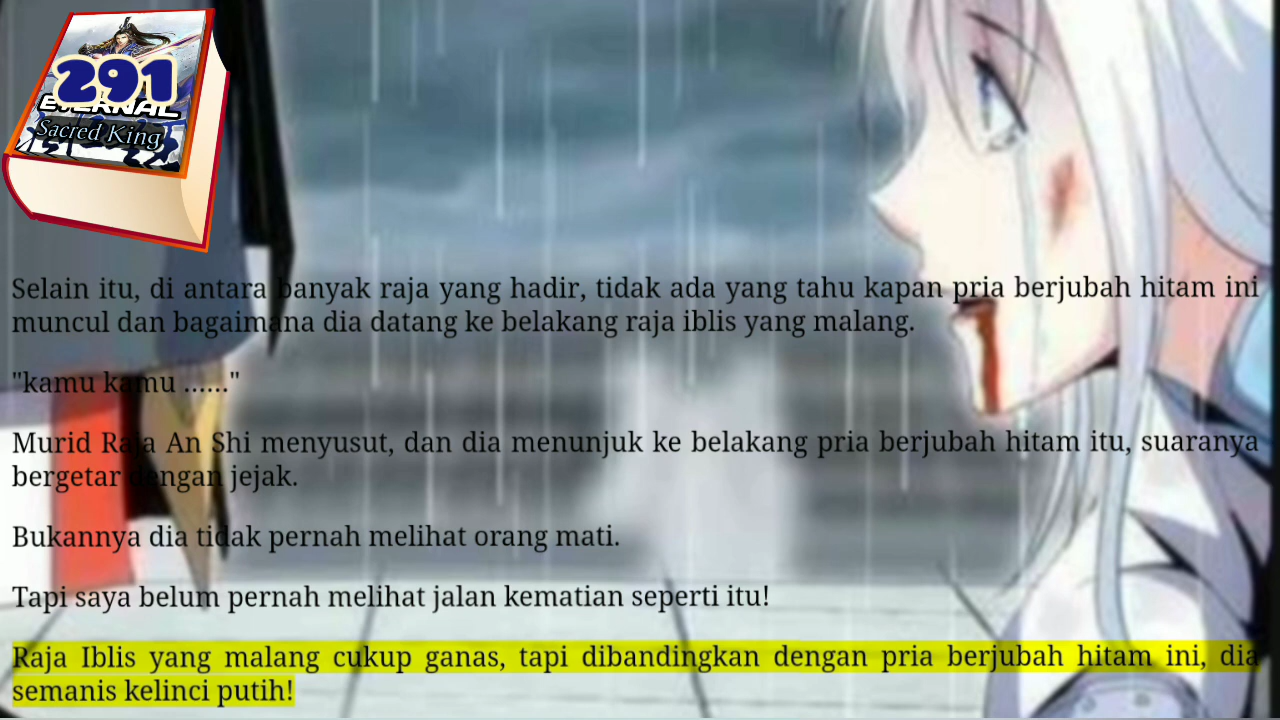 291
ETERNAL
Sacred King
Selain itu, di antara banyak raja yang hadir, tidak ada yang tahu kapan pria berjubah hitam ini
muncul dan bagaimana dia datang ke belakang raja iblis yang malang.
"kamu kamu ……"
Murid Raja An Shi menyusut, dan dia menunjuk ke belakang pria berjubah hitam itu, suaranya
bergetar dengan jejak.
Bukannya dia tidak pernah melihat orang mati.
Tapi saya belum pernah melihat jalan kematian seperti itu!
Raja Iblis yang malang cukup ganas, tapi dibandingkan dengan pria berjubah hitam ini, dia
semanis kelinci putih!